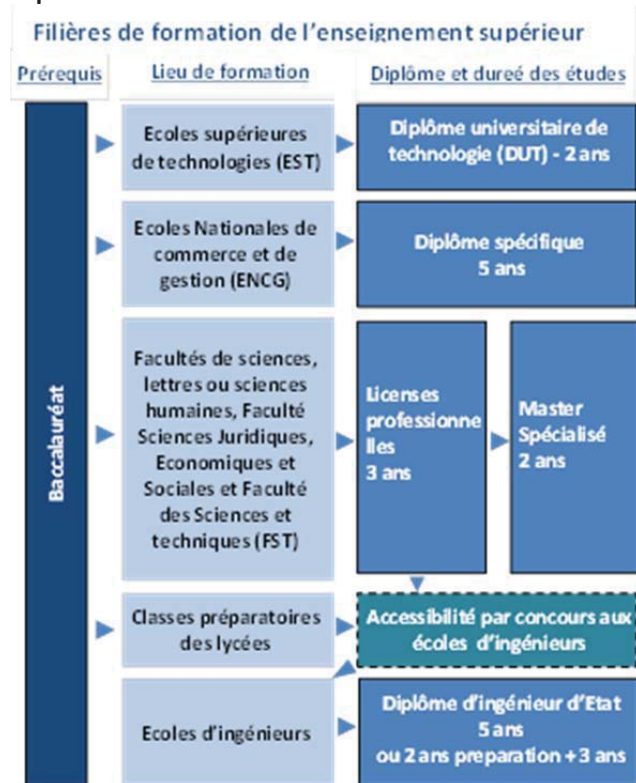 Filières de formation de l'enseignement supérieur
Prérequis
Lieu de formation
Diplôme et dureé des études
Baccalauréat
Ecoles supérieures
de technologies (EST)
Diplôme universitaire de
technologie (DUT) - 2 ans
Ecoles Nationales de
commerce et de
gestion (ENCG)
Diplôme spécifique
5 ans
Facultés de sciences,
lettres ou sciences
humaines, Faculté
Sciences Juridiques,
Economiques et
Sociales et Faculté
des Sciences et
techniques (FST)
Licenses
professionne
lles
3 ans
Master
Spécialisé
2 ans
Classes préparatoires
des lycées
Accessibilité par concours aux
écoles d'ingénieurs
Ecoles d'ingénieurs
Diplôme d'ingénieur d'Etat
5 ans
ou 2 ans preparation + 3 ans